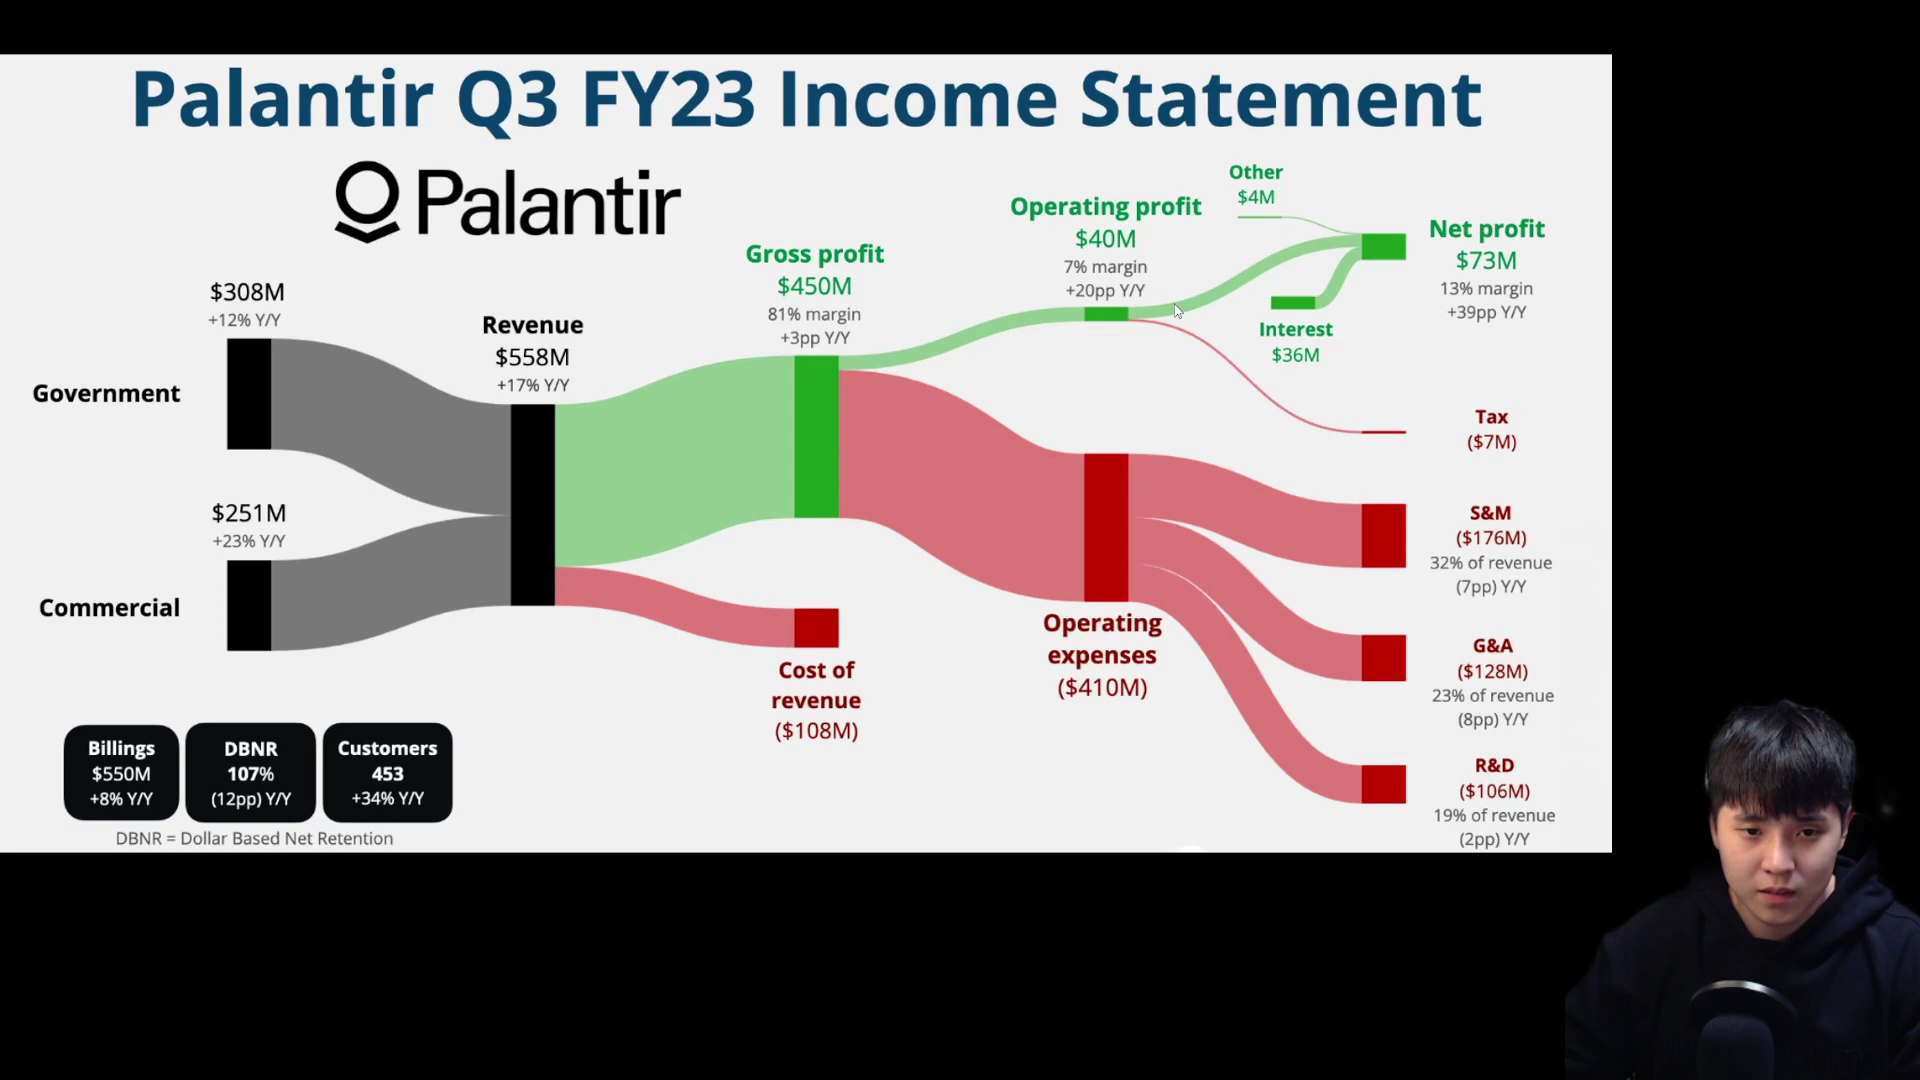 Palantir Q3 FY23 Income Statement
Palantir
Government
$308M
+12% Y/Y
Commercial
$251M
+23% Y/Y
Revenue
$558M
+17% Y/Y
Gross profit
$450M
81% margin
+3pp Y/Y
Cost of
revenue
($108M)
Operating profit
$40M
7% margin
+20pp Y/Y
Operating
expenses
($410M)
Other
$4M
Interest
$36M
Net profit
$73M
13% margin
+39pp Y/Y
Tax
($7M)
S&M
($176M)
32% of revenue
(7pp) Y/Y
G&A
($128M)
23% of revenue
(8pp) Y/Y
R&D
($106M)
19% of revenue
(2pp) Y/Y
Billings
$550M
+8% Y/Y
DBNR
107%
(12pp) Y/Y
Customers
453
+34% Y/Y
DBNR = Dollar Based Net Retention